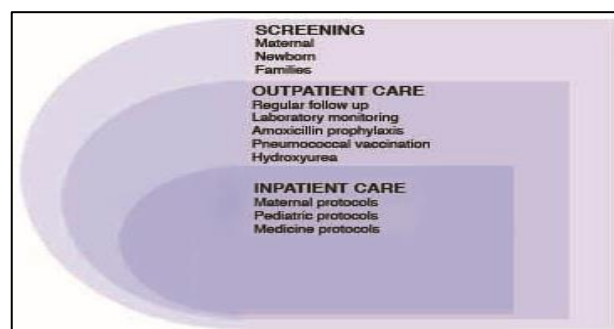 SCREENING
Maternal
Newborn
Families
OUTPATIENT CARE
Regular follow up
Laboratory monitoring
Amoxicillin prophylaxis
Pneumococcal vaccination
Hydroxyurea
INPATIENT CARE
Maternal protocols
Pediatric protocols
Medicine protocols